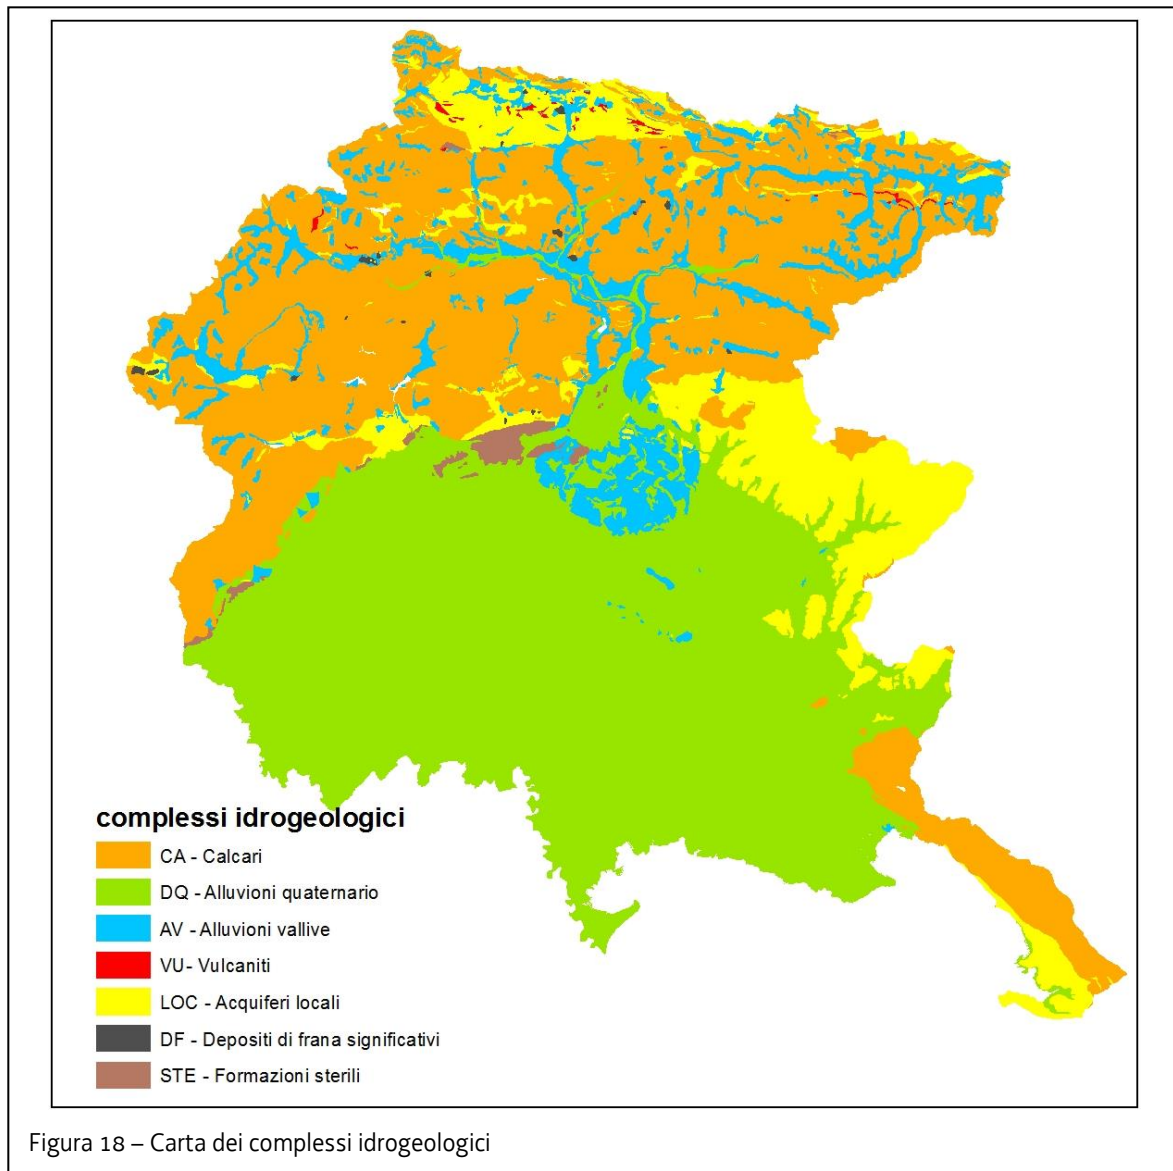 complessi idrogeologici
CA - Calcari
DQ - Alluvioni quaternario
AV - Alluvioni vallive
VU- Vulcaniti
LOC - Acquiferi locali
DF - Depositi di frana significativi
STE - Formazioni sterili
Figura 18 – Carta dei complessi idrogeologici